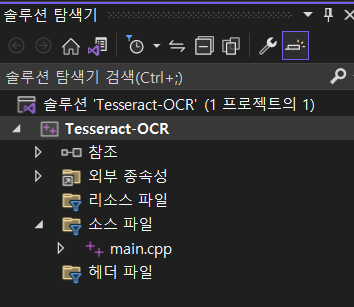 솔루션 탐색기
솔루션 탐색기 검색(Ctrl+;)
솔루션 'Tesseract-OCR' (1 프로젝트의 1)
Tesseract-OCR
참조
외부 종속성
리소스 파일
소스 파일
main.cpp
헤더 파일